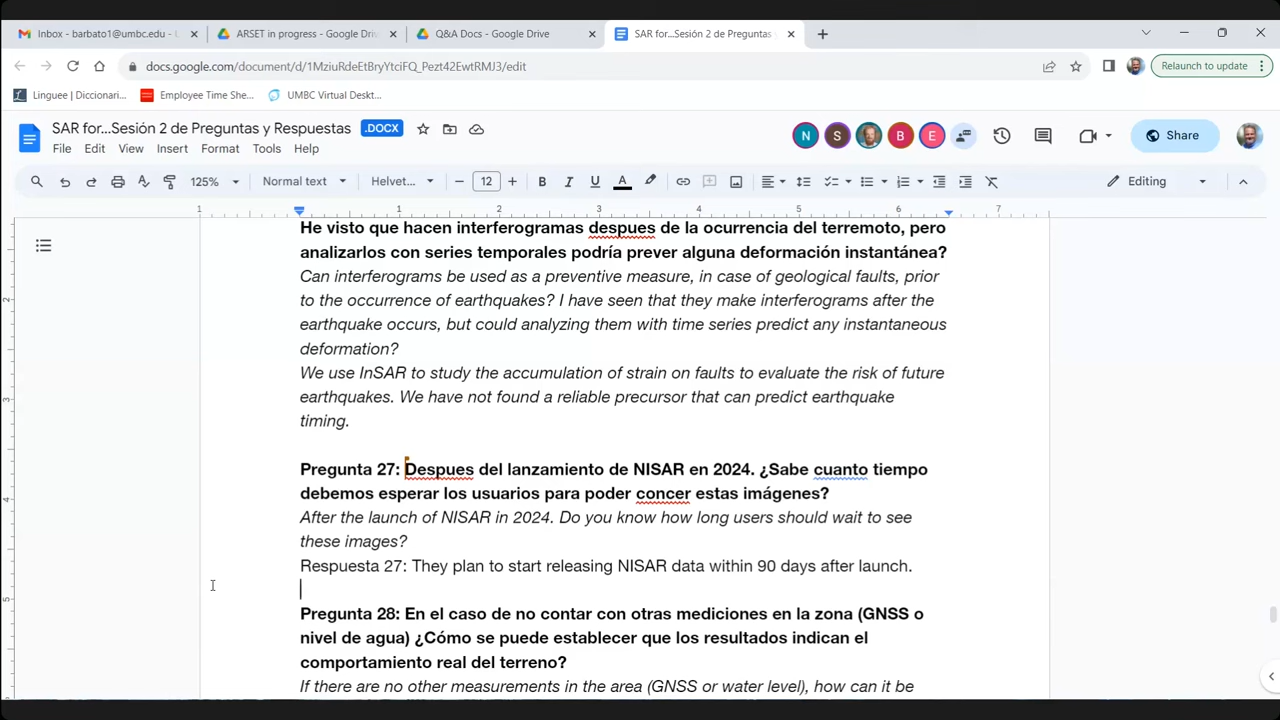 Inbox - barbato1@umbc.edu -
ARSET in progress - Google Driv
Q&A Docs - Google Drive
SAR for...Sesión 2 de Preguntas
docs.google.com/document/d/1MziuRdeEtBryYtciFQ_Pezt42EwtRMJ3/edit
Relaunch to update
Linguee | Diccionari...
Employee Time She...
UMBC Virtual Deskt...
SAR for...Sesión 2 de Preguntas y Respuestas
.DOCX
N
S
B
E
Share
File Edit View Insert Format Tools Help
125% Normal text Helvet... − 12 + B I U A Editing
1 1 2 3 4 5 6 7
2
3
4
5
He visto que hacen interferogramas despues de la ocurrencia del terremoto, pero
analizarlos con series temporales podría prever alguna deformación instantánea?
Can interferograms be used as a preventive measure, in case of geological faults, prior
to the occurrence of earthquakes? I have seen that they make interferograms after the
earthquake occurs, but could analyzing them with time series predict any instantaneous
deformation?
We use InSAR to study the accumulation of strain on faults to evaluate the risk of future
earthquakes. We have not found a reliable precursor that can predict earthquake
timing.
Pregunta 27: Despues del lanzamiento de NISAR en 2024. ¿Sabe cuanto tiempo
debemos esperar los usuarios para poder concer estas imágenes?
After the launch of NISAR in 2024. Do you know how long users should wait to see
these images?
Respuesta 27: They plan to start releasing NISAR data within 90 days after launch.
Pregunta 28: En el caso de no contar con otras mediciones en la zona (GNSS o
nivel de agua) ¿Cómo se puede establecer que los resultados indican el
comportamiento real del terreno?
If there are no other measurements in the area (GNSS or water level), how can it be